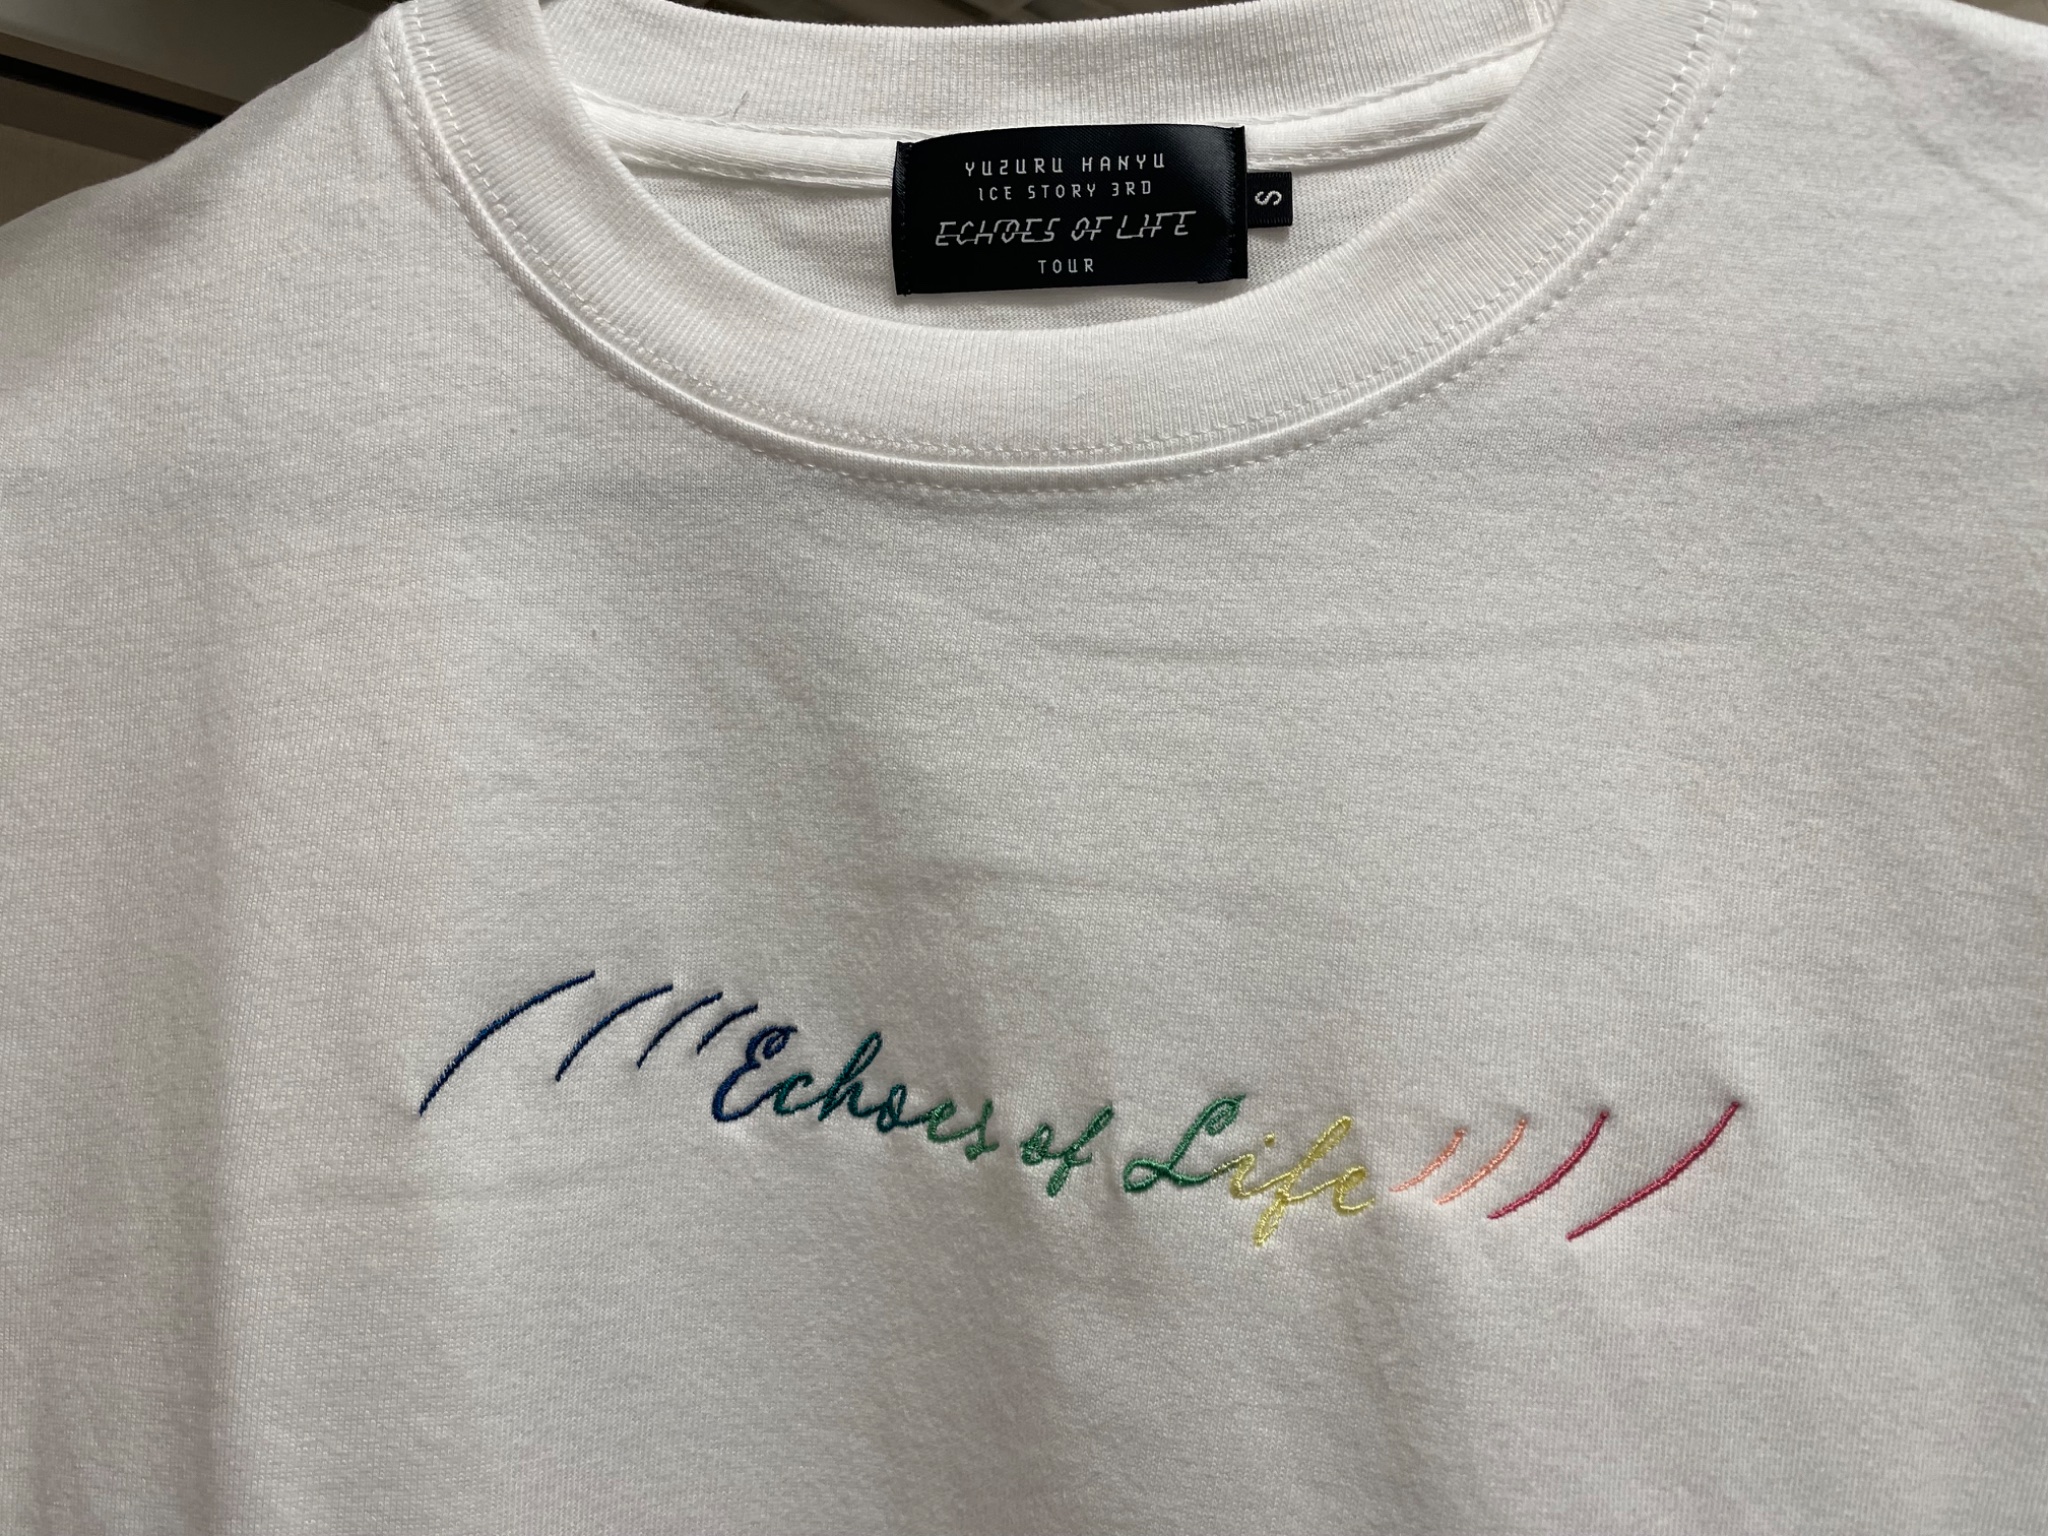 YUZURU HANYU
ICE STORY 3RD
ECHOES OF LIFE
TOUR
S
Echoes of Life